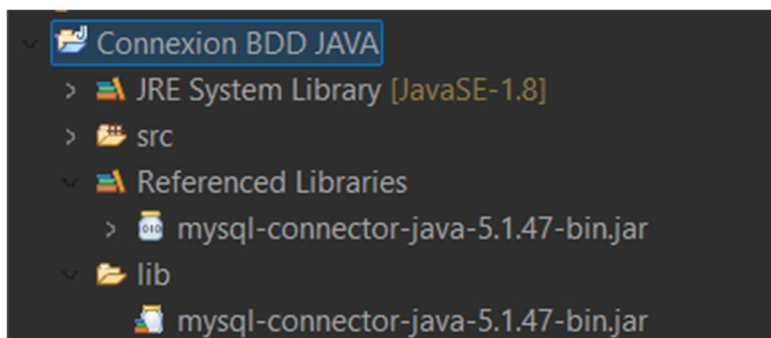 Connexion BDD JAVA
JRE System Library [JavaSE-1.8]
src
Referenced Libraries
mysql-connector-java-5.1.47-bin.jar
lib
mysql-connector-java-5.1.47-bin.jar